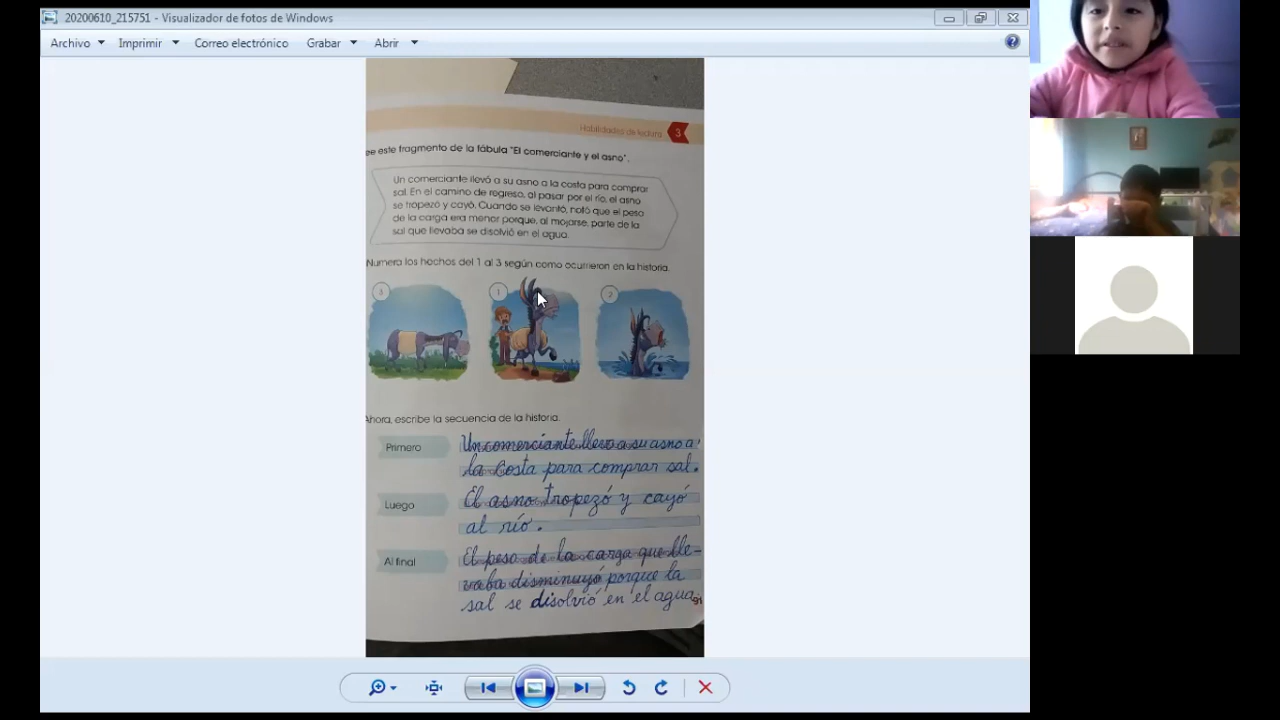 20200610_215751 - Visualizador de fotos de Windows
Archivo Imprimir Correo electrónico Grabar Abrir
Habilidades de lectura 3
ee este fragmento de la fábula "El comerciante y el asno".
Un comerciante llevó a su asno a la costa para comprar
sal. En el camino de regreso, al pasar por el río, el asno
se tropezó y cayó. Cuando se levantó, notó que el peso
de la carga era menor porque, al mojarse, parte de la
sal que llevaba se disolvió en el agua.
Numera los hechos del 1 al 3 según como ocurrieron en la historia.
3 1 2
Ahora, escribe la secuencia de la historia.
Primero Un comerciante llevo a su asno a
la costa para comprar sal.
Luego El asno tropezó y cayó
al río.
Al final El peso de la carga que lle-
vaba disminuyó porque la
sal se disolvió en el agua.
91